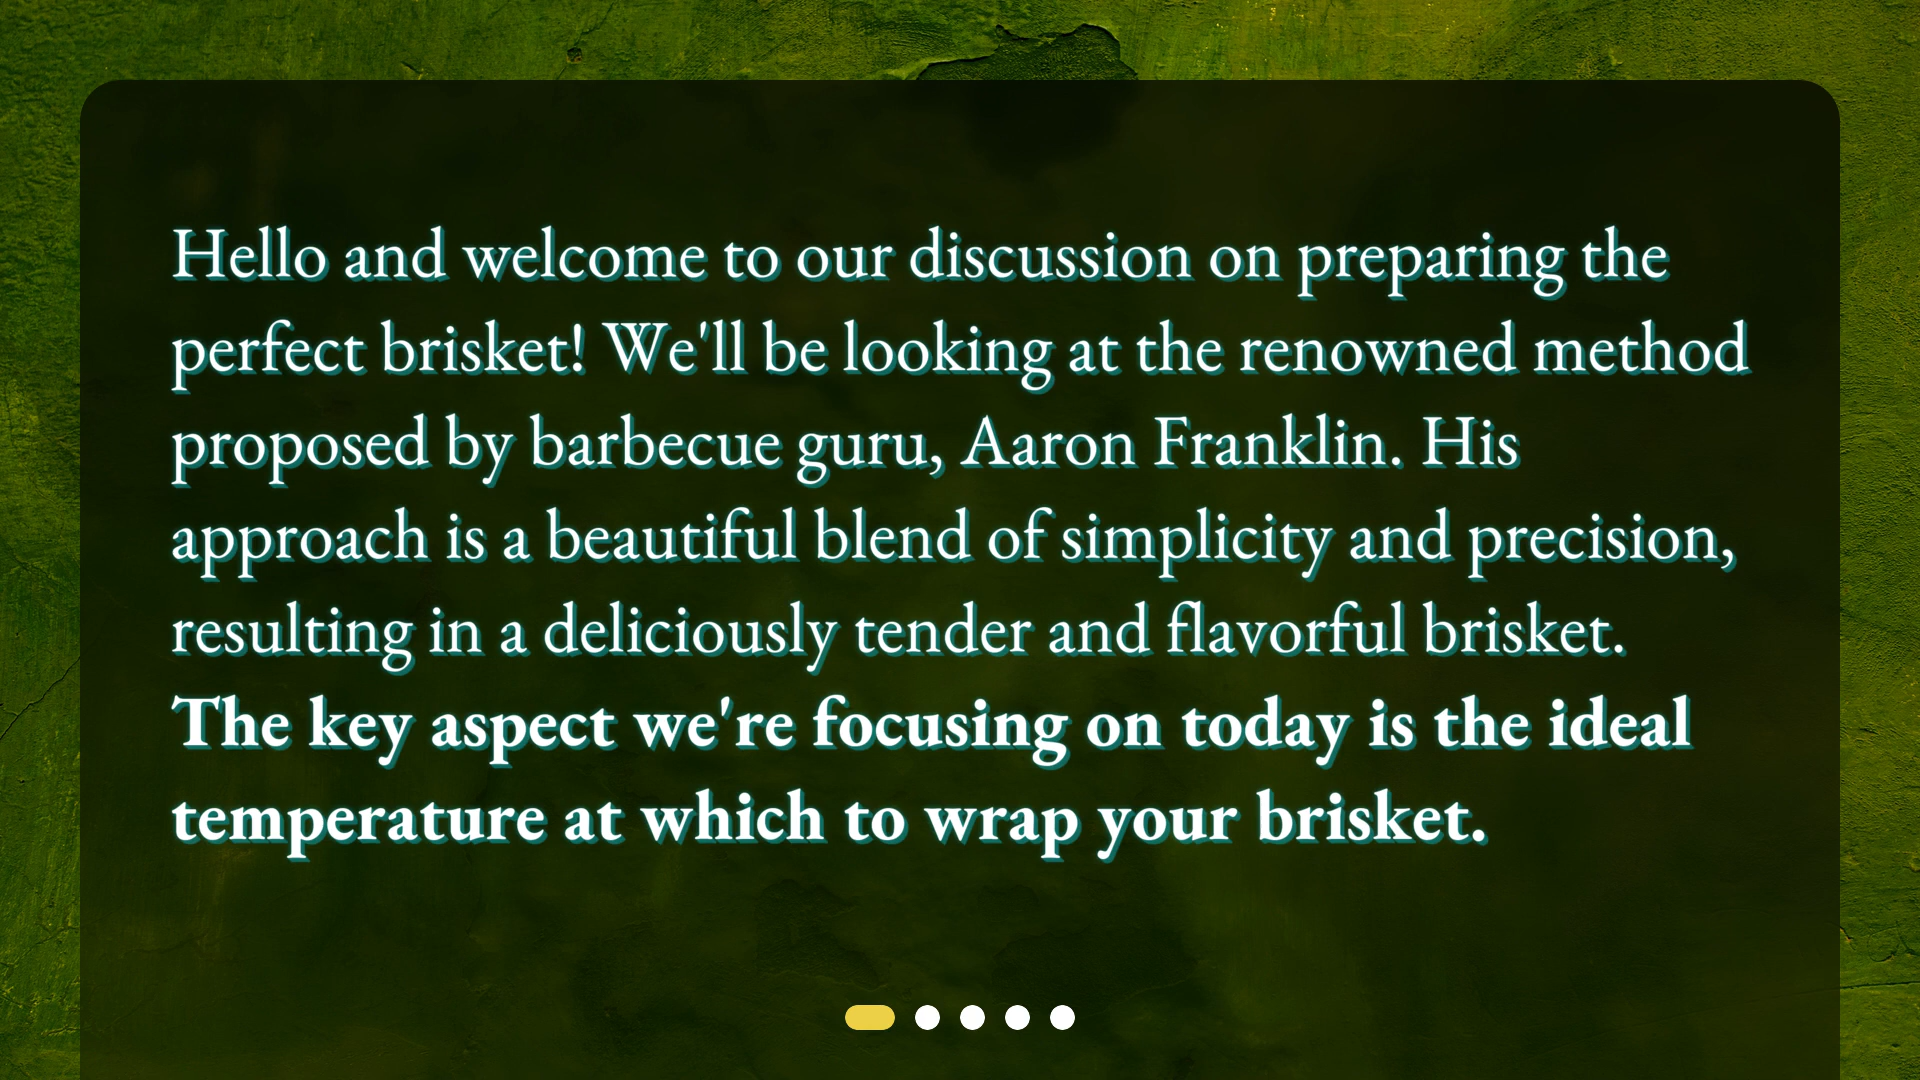 Hello and welcome to our discussion on preparing the
perfect brisket! We'll be looking at the renowned method
proposed by barbecue guru, Aaron Franklin. His
approach is a beautiful blend of simplicity and precision,
resulting in a deliciously tender and flavorful brisket.
The key aspect we're focusing on today is the ideal
temperature at which to wrap your brisket.